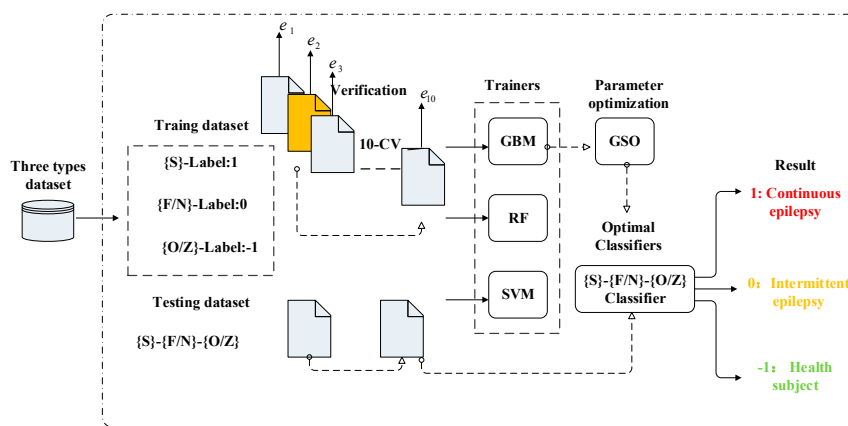 e1
e2
e3
Verification
e10
10-CV
Traing dataset
{S}-Label:1
{F/N}-Label:0
{O/Z}-Label:-1
Three types
dataset
Testing dataset
{S}-{F/N}-{O/Z}
Trainers
GBM
RF
SVM
Parameter
optimization
GSO
Optimal
Classifiers
{S}-{F/N}-{O/Z}
Classifier
Result
1: Continuous
epilepsy
0：Intermittent
epilepsy
-1： Health
subject